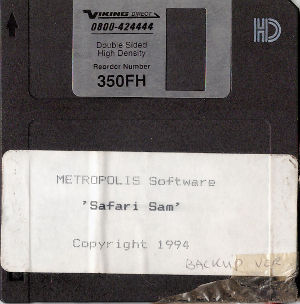 VIKING DIRECT
0800-424444
Double Sided
High Density
Reorder Number
350FH
HD
METROPOLIS Software
'Safari Sam'
Copyright 1994
BACKUP VER